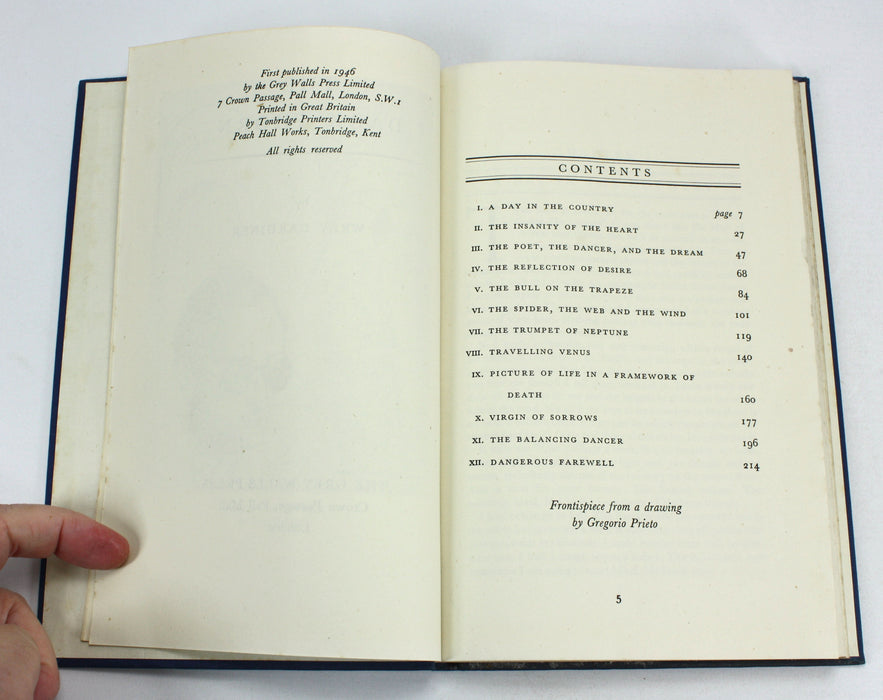 First published in 1946
by the Grey Walls Press Limited
7 Crown Passage, Pall Mall, London, S.W.1
Printed in Great Britain
by Tonbridge Printers Limited
Peach Hall Works, Tonbridge, Kent
All rights reserved
CONTENTS
I. A DAY IN THE COUNTRY page 7
II. THE INSANITY OF THE HEART 27
III. THE POET, THE DANCER, AND THE DREAM 47
IV. THE REFLECTION OF DESIRE 68
V. THE BULL ON THE TRAPEZE 84
VI. THE SPIDER, THE WEB AND THE WIND 101
VII. THE TRUMPET OF NEPTUNE 119
VIII. TRAVELLING VENUS 140
IX. PICTURE OF LIFE IN A FRAMEWORK OF
DEATH 160
X. VIRGIN OF SORROWS 177
XI. THE BALANCING DANCER 196
XII. DANGEROUS FAREWELL 214
Frontispiece from a drawing
by Gregorio Prieto
5